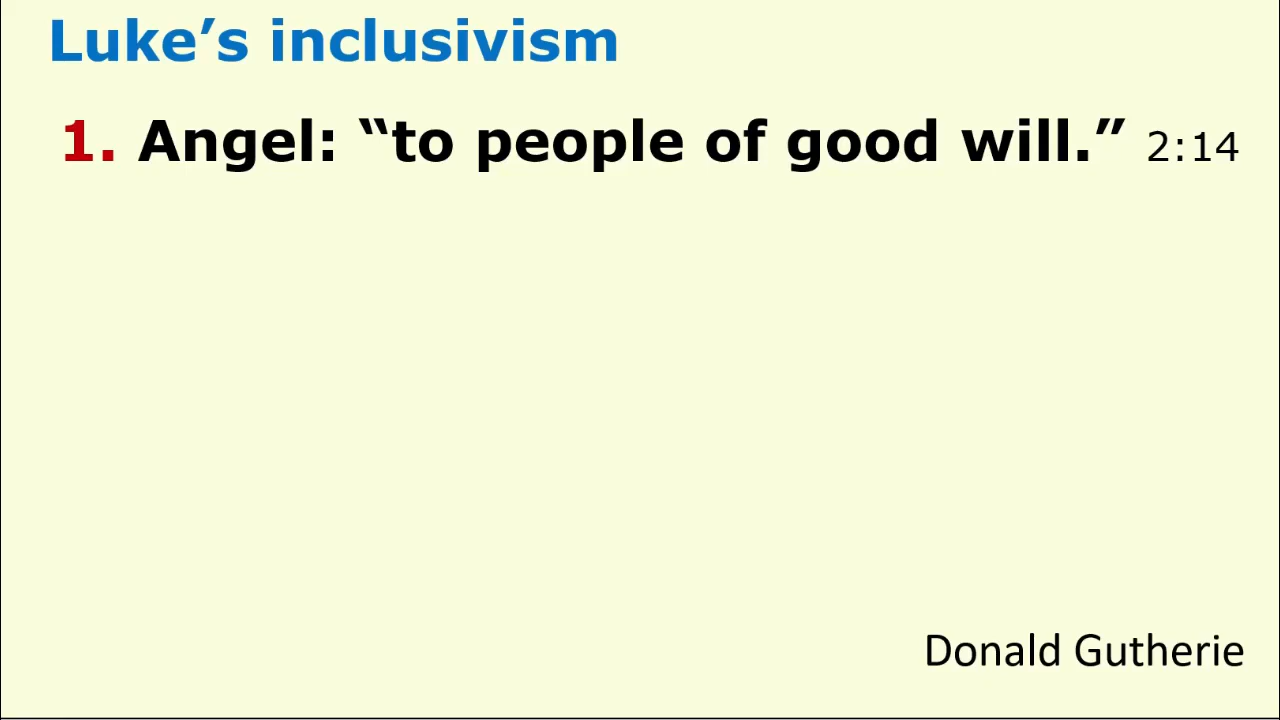 Luke’s inclusivism
1. Angel: “to people of good will.” 2:14
Donald Gutherie